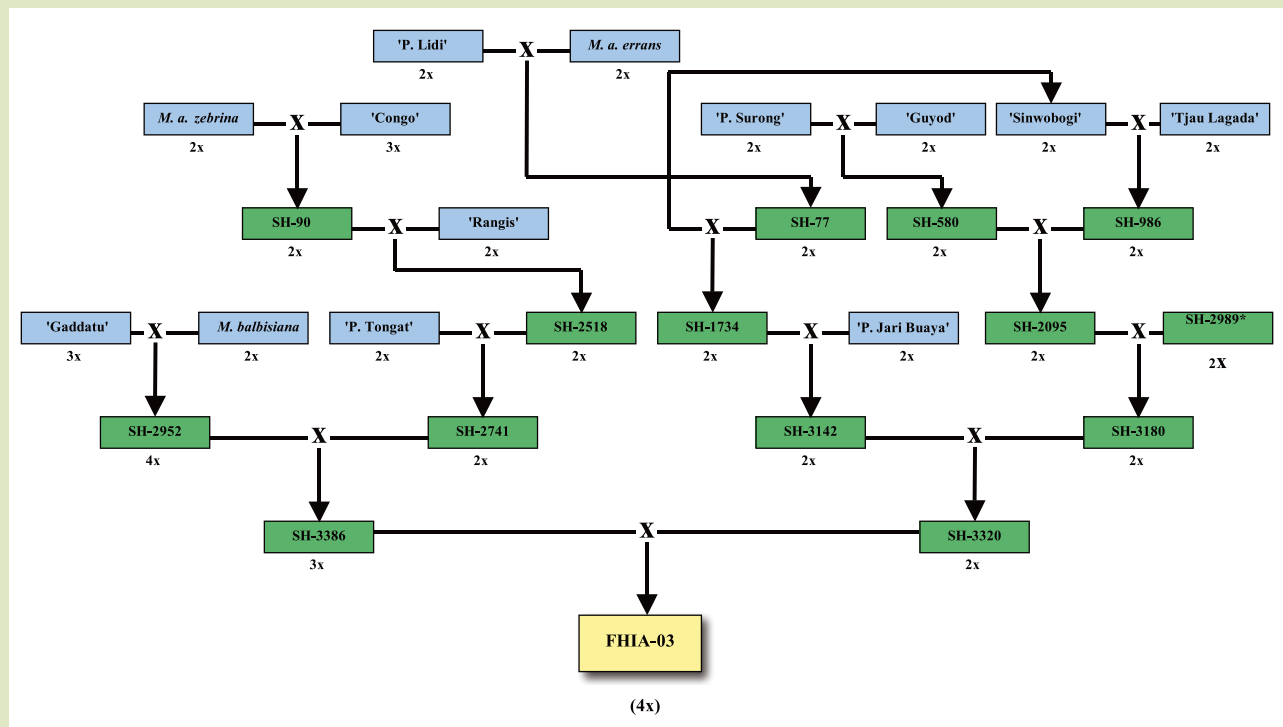 'P. Lidi' X M. a. errans
2x 2x
M. a. zebrina X 'Congo' 'P. Surong' X 'Guyod' 'Sinwobogi' X 'Tjau Lagada'
2x 3x 2x 2x 2x 2x
SH-90 X 'Rangis' X SH-77 SH-580 X SH-986
2x 2x 2x 2x 2x
'Gaddatu' X M. balbisiana 'P. Tongat' X SH-2518 SH-1734 X 'P. Jari Buaya' SH-2095 X SH-2989*
3x 2x 2x 2x 2x 2x 2x 2x
SH-2952 X SH-2741 SH-3142 X SH-3180
4x 2x 2x 2x
SH-3386 X SH-3320
3x 2x
FHIA-03
(4x)